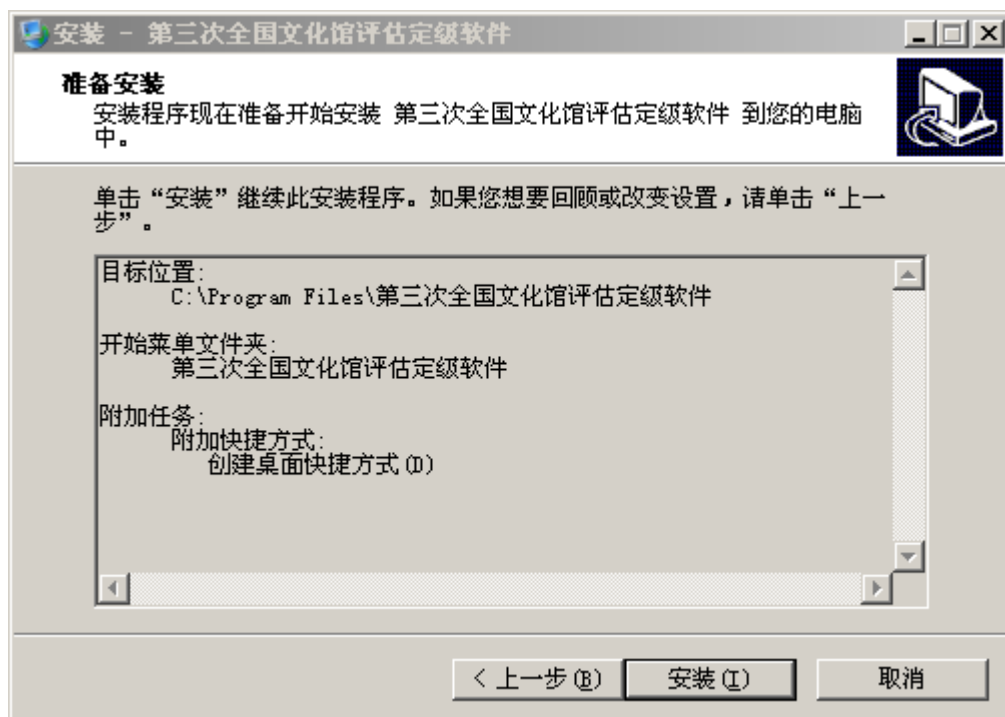 安装 - 第三次全国文化馆评估定级软件
准备安装
安装程序现在准备开始安装 第三次全国文化馆评估定级软件 到您的电脑
中。
单击“安装”继续此安装程序。如果您想要回顾或改变设置，请单击“上一
步”。
目标位置:
C:\Program Files\第三次全国文化馆评估定级软件
开始菜单文件夹:
第三次全国文化馆评估定级软件
附加任务:
附加快捷方式:
创建桌面快捷方式(D)
< 上一步(B)
安装(I)
取消